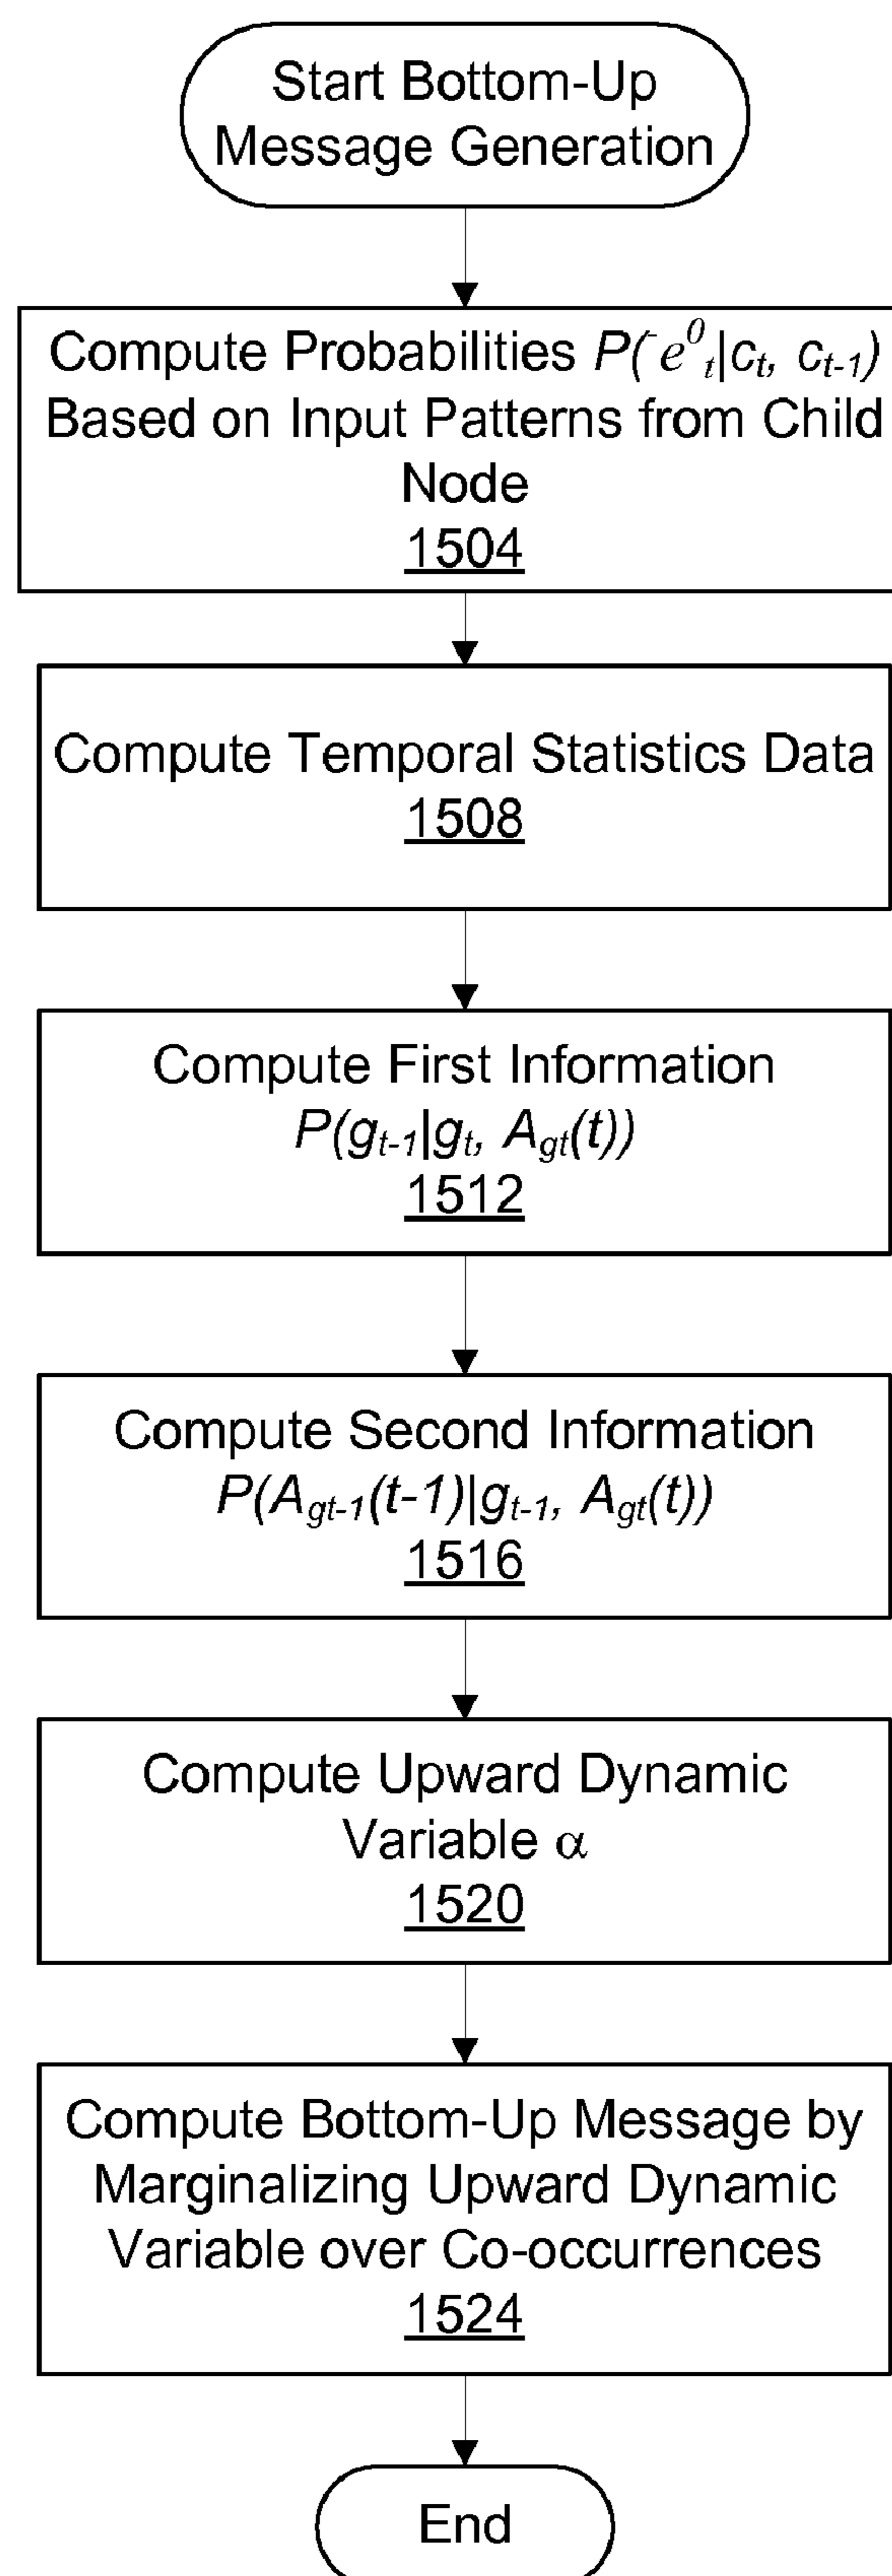 Start Bottom-Up
Message Generation
Compute Probabilities P(⁻e⁰ₜ|cₜ, cₜ₋₁)
Based on Input Patterns from Child
Node
1504
Compute Temporal Statistics Data
1508
Compute First Information
P(gₜ₋₁|gₜ, A_gt(t))
1512
Compute Second Information
P(A_gt-1(t-1)|gₜ₋₁, A_gt(t))
1516
Compute Upward Dynamic
Variable α
1520
Compute Bottom-Up Message by
Marginalizing Upward Dynamic
Variable over Co-occurrences
1524
End